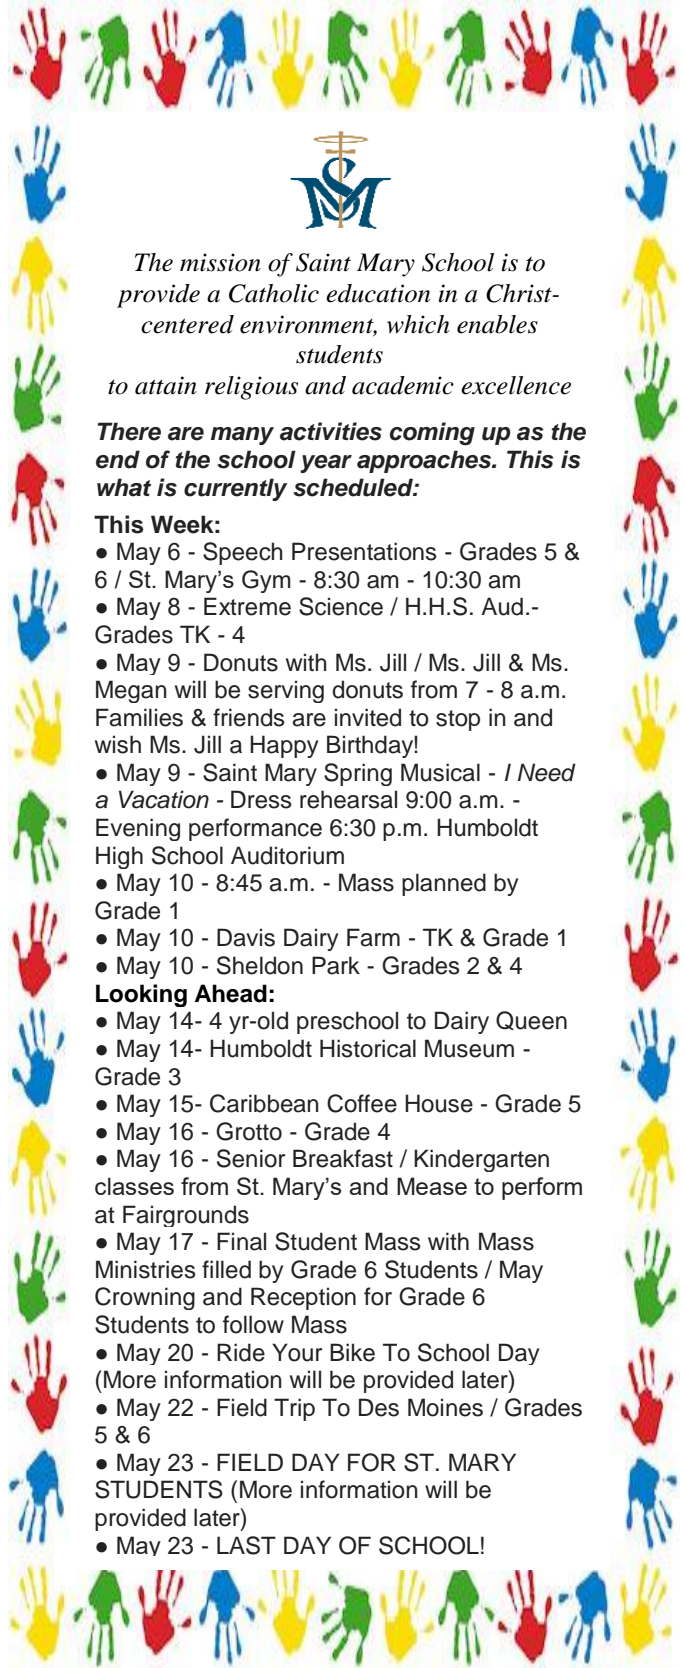 SM
The mission of Saint Mary School is to
provide a Catholic education in a Christ-
centered environment, which enables
students
to attain religious and academic excellence
There are many activities coming up as the
end of the school year approaches. This is
what is currently scheduled:
This Week:
● May 6 - Speech Presentations - Grades 5 &
6 / St. Mary’s Gym - 8:30 am - 10:30 am
● May 8 - Extreme Science / H.H.S. Aud.-
Grades TK - 4
● May 9 - Donuts with Ms. Jill / Ms. Jill & Ms.
Megan will be serving donuts from 7 - 8 a.m.
Families & friends are invited to stop in and
wish Ms. Jill a Happy Birthday!
● May 9 - Saint Mary Spring Musical - I Need
a Vacation - Dress rehearsal 9:00 a.m. -
Evening performance 6:30 p.m. Humboldt
High School Auditorium
● May 10 - 8:45 a.m. - Mass planned by
Grade 1
● May 10 - Davis Dairy Farm - TK & Grade 1
● May 10 - Sheldon Park - Grades 2 & 4
Looking Ahead:
● May 14- 4 yr-old preschool to Dairy Queen
● May 14- Humboldt Historical Museum -
Grade 3
● May 15- Caribbean Coffee House - Grade 5
● May 16 - Grotto - Grade 4
● May 16 - Senior Breakfast / Kindergarten
classes from St. Mary’s and Mease to perform
at Fairgrounds
● May 17 - Final Student Mass with Mass
Ministries filled by Grade 6 Students / May
Crowning and Reception for Grade 6
Students to follow Mass
● May 20 - Ride Your Bike To School Day
(More information will be provided later)
● May 22 - Field Trip To Des Moines / Grades
5 & 6
● May 23 - FIELD DAY FOR ST. MARY
STUDENTS (More information will be
provided later)
● May 23 - LAST DAY OF SCHOOL!